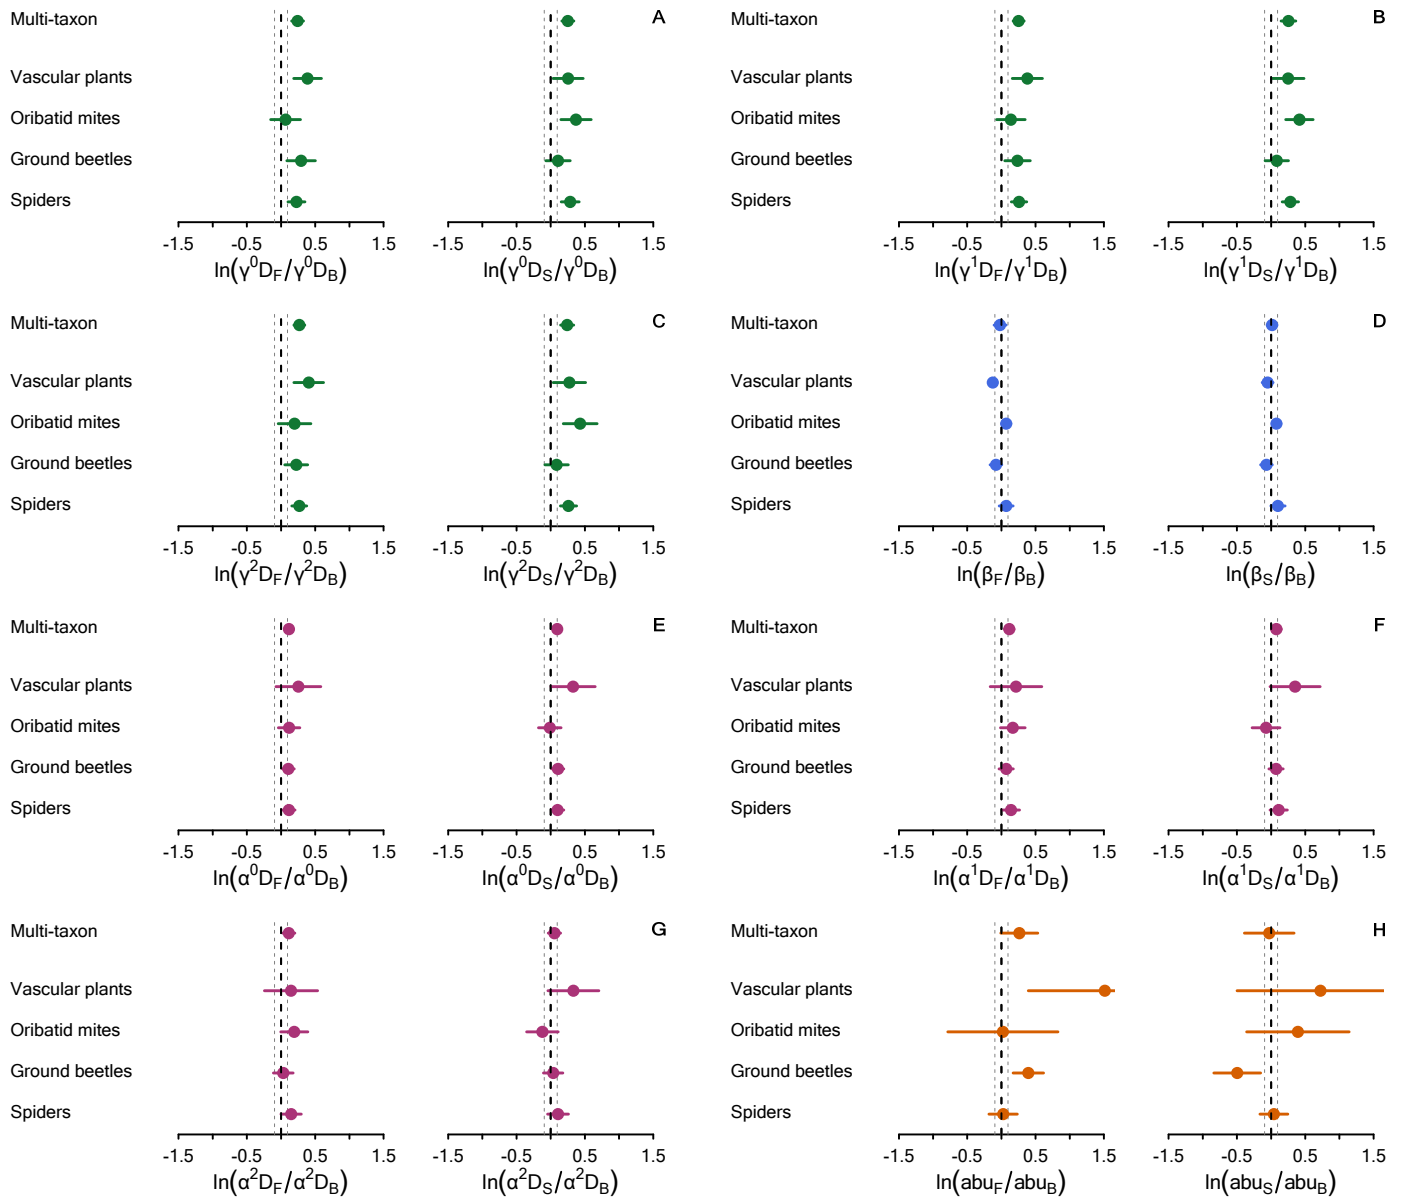 Multi-taxon A Multi-taxon B
Vascular plants Vascular plants
Oribatid mites Oribatid mites
Ground beetles Ground beetles
Spiders Spiders
-1.5 -0.5 0.5 1.5 -1.5 -0.5 0.5 1.5 -1.5 -0.5 0.5 1.5 -1.5 -0.5 0.5 1.5
ln(γ⁰D_F/γ⁰D_B) ln(γ⁰D_S/γ⁰D_B) ln(γ¹D_F/γ¹D_B) ln(γ¹D_S/γ¹D_B)
Multi-taxon C Multi-taxon D
Vascular plants Vascular plants
Oribatid mites Oribatid mites
Ground beetles Ground beetles
Spiders Spiders
-1.5 -0.5 0.5 1.5 -1.5 -0.5 0.5 1.5 -1.5 -0.5 0.5 1.5 -1.5 -0.5 0.5 1.5
ln(γ²D_F/γ²D_B) ln(γ²D_S/γ²D_B) ln(β_F/β_B) ln(β_S/β_B)
Multi-taxon E Multi-taxon F
Vascular plants Vascular plants
Oribatid mites Oribatid mites
Ground beetles Ground beetles
Spiders Spiders
-1.5 -0.5 0.5 1.5 -1.5 -0.5 0.5 1.5 -1.5 -0.5 0.5 1.5 -1.5 -0.5 0.5 1.5
ln(α⁰D_F/α⁰D_B) ln(α⁰D_S/α⁰D_B) ln(α¹D_F/α¹D_B) ln(α¹D_S/α¹D_B)
Multi-taxon G Multi-taxon H
Vascular plants Vascular plants
Oribatid mites Oribatid mites
Ground beetles Ground beetles
Spiders Spiders
-1.5 -0.5 0.5 1.5 -1.5 -0.5 0.5 1.5 -1.5 -0.5 0.5 1.5 -1.5 -0.5 0.5 1.5
ln(α²D_F/α²D_B) ln(α²D_S/α²D_B) ln(abu_F/abu_B) ln(abu_S/abu_B)